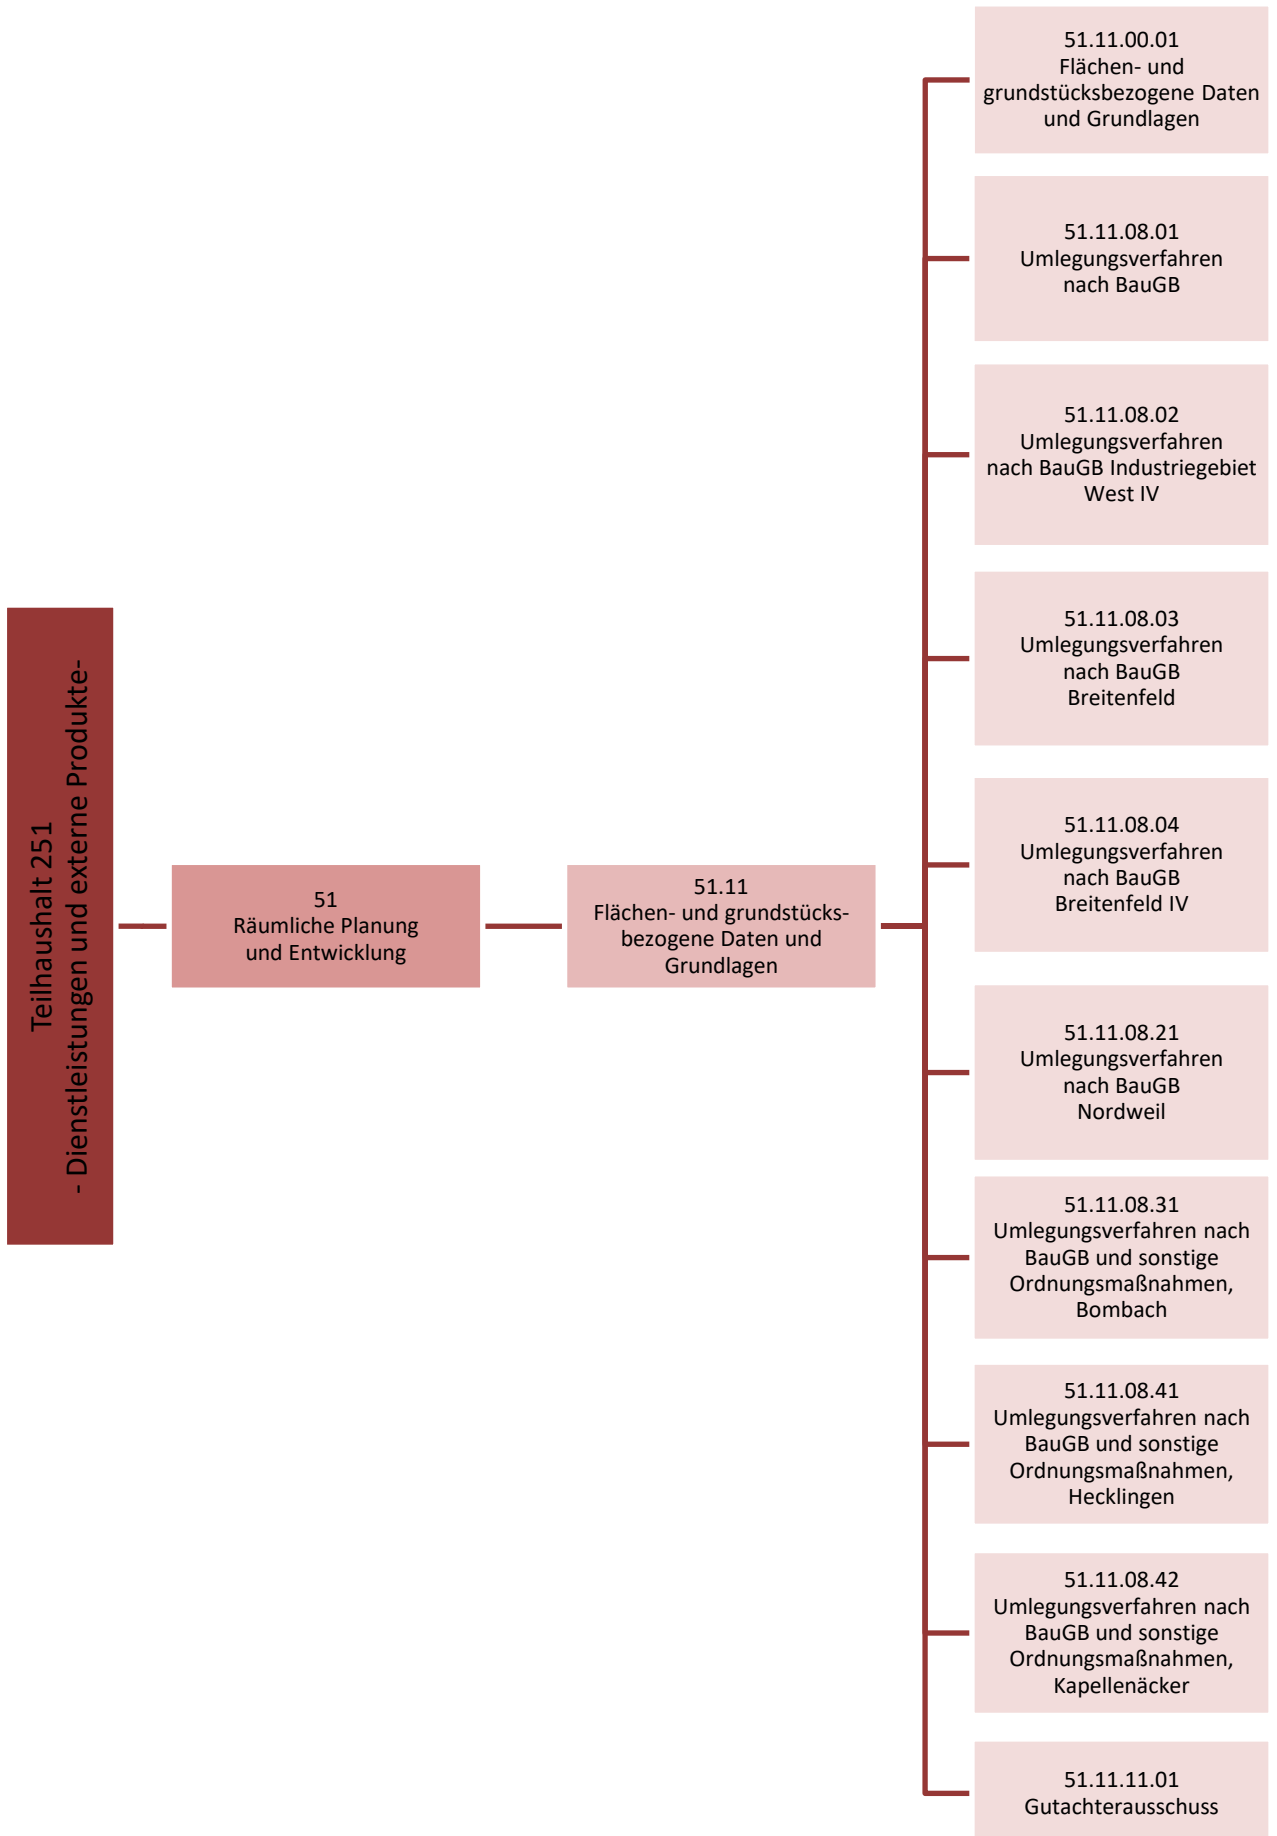 Teilhaushalt 251
- Dienstleistungen und externe Produkte-
51
Räumliche Planung
und Entwicklung
51.11
Flächen- und grundstücks-
bezogene Daten und
Grundlagen
51.11.00.01
Flächen- und
grundstücksbezogene Daten
und Grundlagen
51.11.08.01
Umlegungsverfahren
nach BauGB
51.11.08.02
Umlegungsverfahren
nach BauGB Industriegebiet
West IV
51.11.08.03
Umlegungsverfahren
nach BauGB
Breitenfeld
51.11.08.04
Umlegungsverfahren
nach BauGB
Breitenfeld IV
51.11.08.21
Umlegungsverfahren
nach BauGB
Nordweil
51.11.08.31
Umlegungsverfahren nach
BauGB und sonstige
Ordnungsmaßnahmen,
Bombach
51.11.08.41
Umlegungsverfahren nach
BauGB und sonstige
Ordnungsmaßnahmen,
Hecklingen
51.11.08.42
Umlegungsverfahren nach
BauGB und sonstige
Ordnungsmaßnahmen,
Kapellenäcker
51.11.11.01
Gutachterausschuss